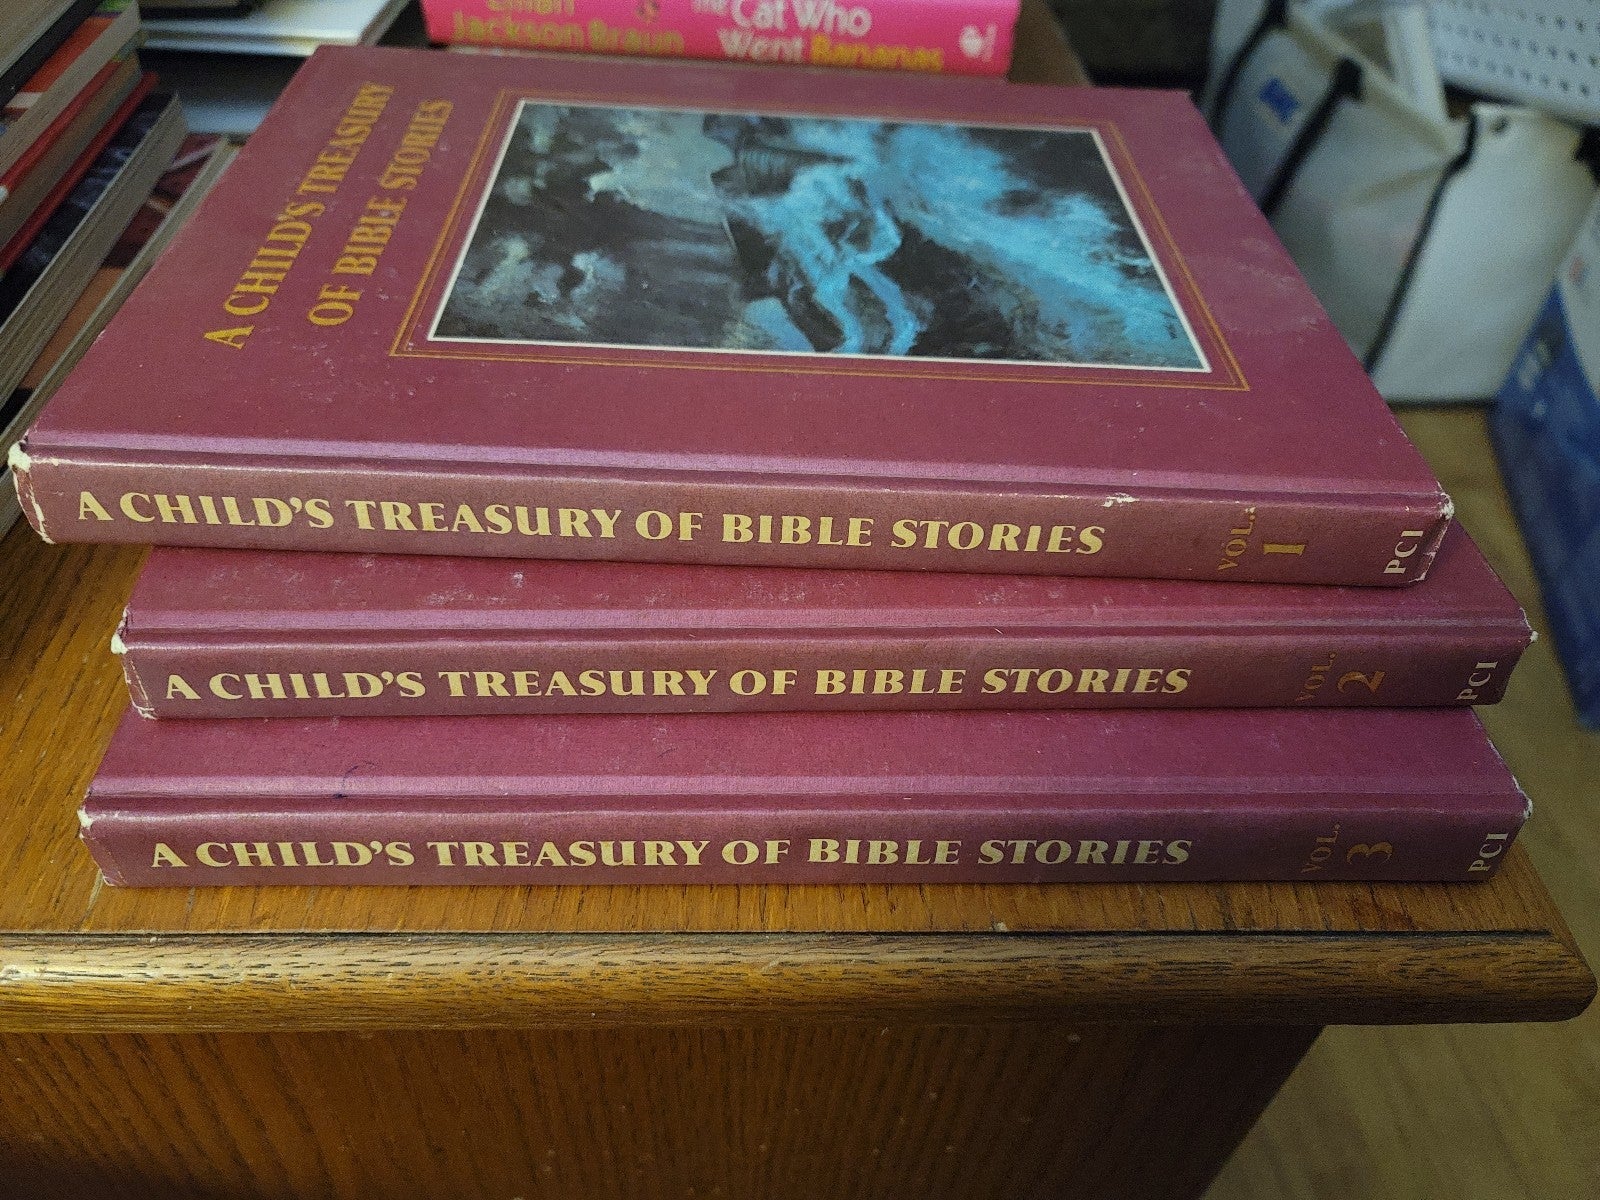 Lilian
Jackson Braun
The Cat Who
Went Bananas
A CHILD'S TREASURY
OF BIBLE STORIES
A CHILD'S TREASURY OF BIBLE STORIES VOL. 1 PCI
A CHILD'S TREASURY OF BIBLE STORIES VOL. 2 PCI
A CHILD'S TREASURY OF BIBLE STORIES VOL. 3 PCI